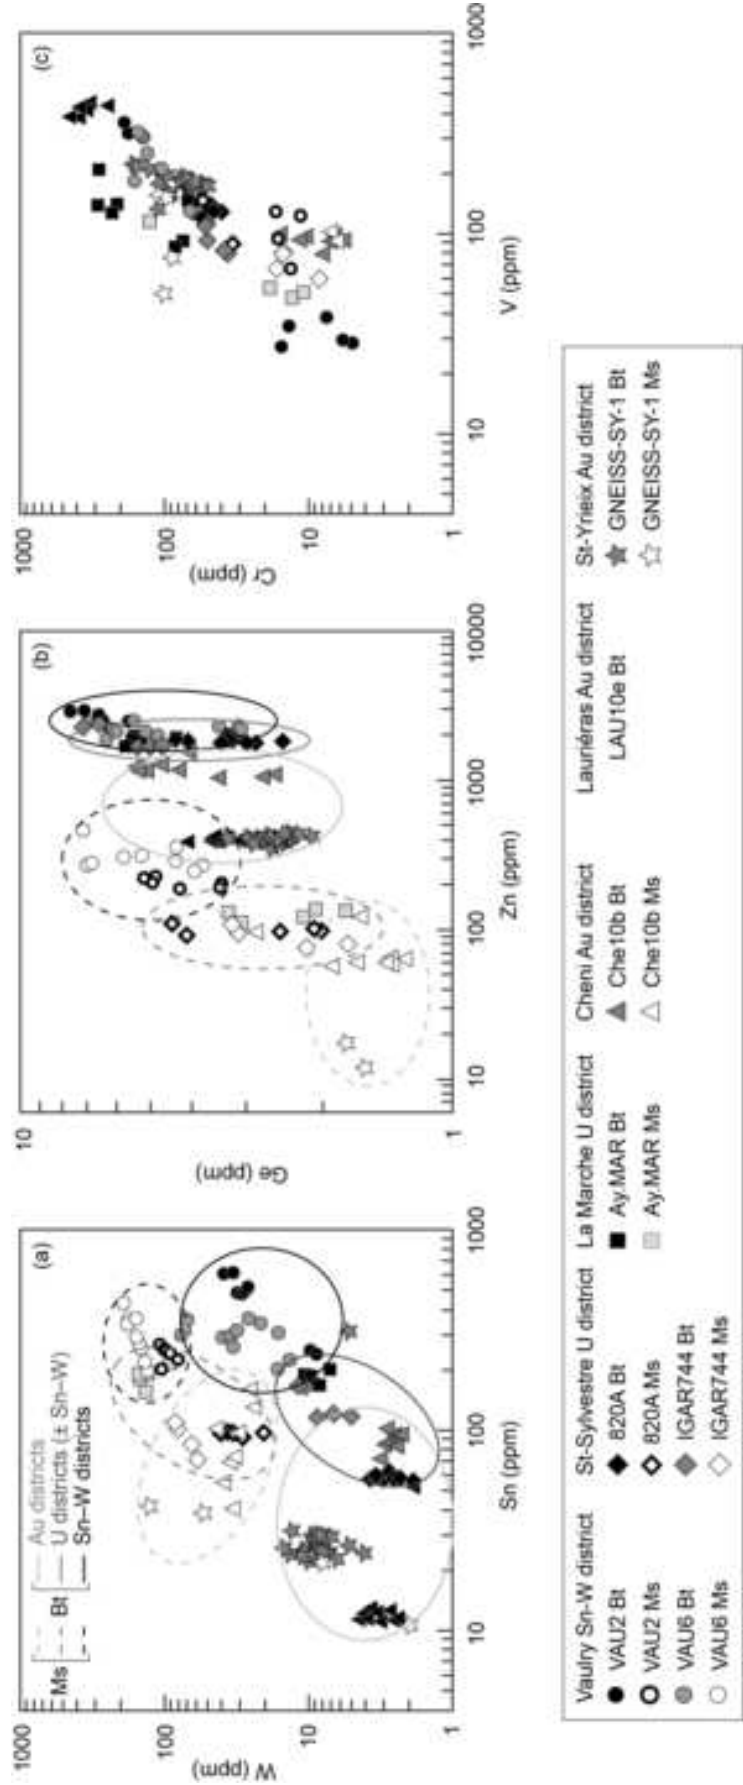 (a)
Au districts
U districts (± Sn–W)
Sn–W districts
Ms
Bt
1000
100
10
1
W (ppm)
10
100
1000
Sn (ppm)
(b)
10
1
Ge (ppm)
10
100
1000
10000
Zn (ppm)
(c)
1000
100
10
1
Cr (ppm)
10
100
1000
V (ppm)
Vaulry Sn-W district
VAU2 Bt
VAU2 Ms
VAU6 Bt
VAU6 Ms
St-Sylvestre U district
820A Bt
820A Ms
IGAR744 Bt
IGAR744 Ms
La Marche U district
Ay.MAR Bt
Ay.MAR Ms
Cheni Au district
Che10b Bt
Che10b Ms
Lauriéras Au district
LAU10e Bt
St-Yrieix Au district
GNEISS-SY-1 Bt
GNEISS-SY-1 Ms